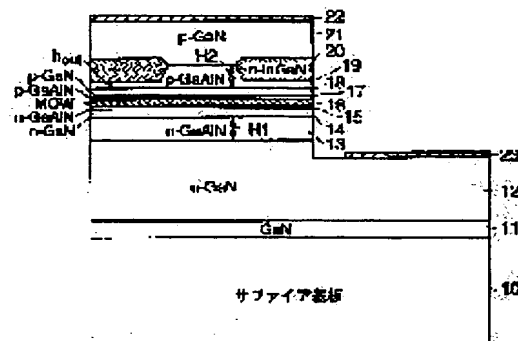 22
p-GaN
21
hout
H2
20
n-InGaN
19
p-GaN
p-GaAlN
18
p-GaAlN
17
MQW
16
n-GaAlN
15
n-GaN
14
n-GaAlN
H1
13
23
n-GaN
12
GaN
11
サファイア基板
10